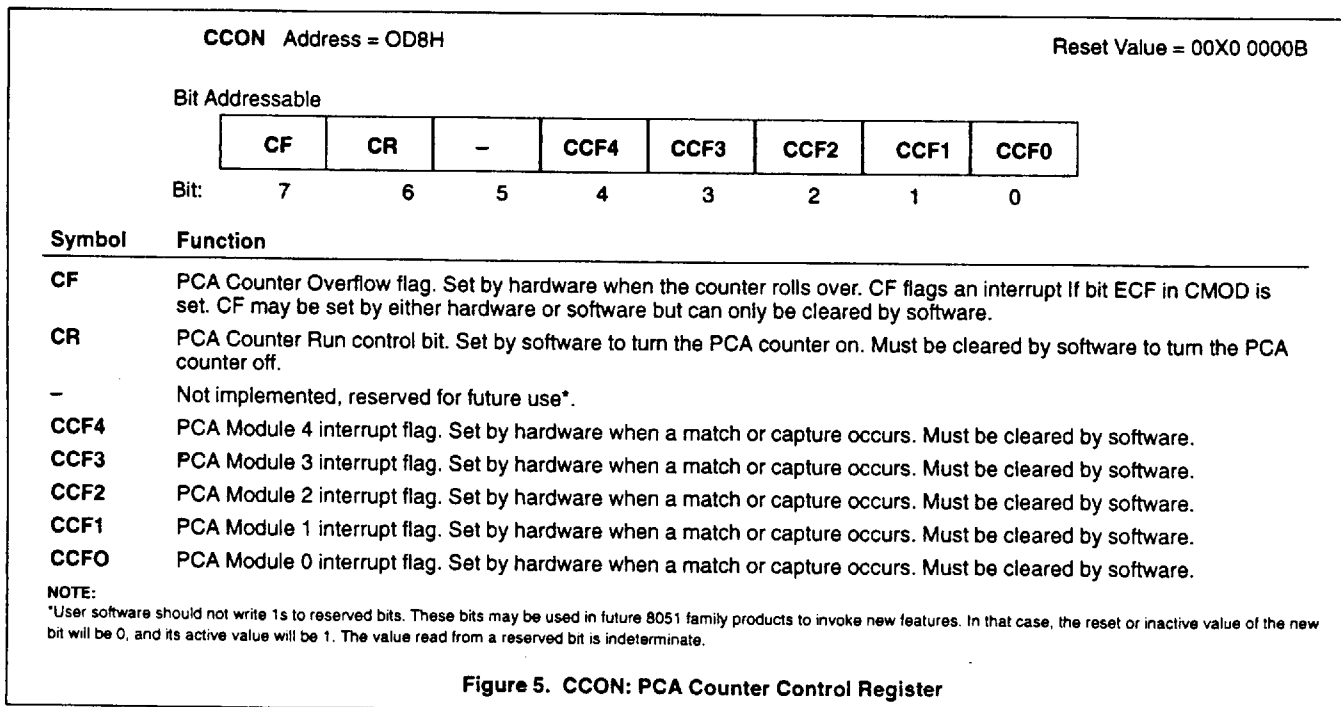 CCON Address = OD8H Reset Value = 00X0 0000B
Bit Addressable
CF CR – CCF4 CCF3 CCF2 CCF1 CCF0
Bit: 7 6 5 4 3 2 1 0
Symbol Function
CF PCA Counter Overflow flag. Set by hardware when the counter rolls over. CF flags an interrupt If bit ECF in CMOD is
set. CF may be set by either hardware or software but can only be cleared by software.
CR PCA Counter Run control bit. Set by software to turn the PCA counter on. Must be cleared by software to turn the PCA
counter off.
– Not implemented, reserved for future use*.
CCF4 PCA Module 4 interrupt flag. Set by hardware when a match or capture occurs. Must be cleared by software.
CCF3 PCA Module 3 interrupt flag. Set by hardware when a match or capture occurs. Must be cleared by software.
CCF2 PCA Module 2 interrupt flag. Set by hardware when a match or capture occurs. Must be cleared by software.
CCF1 PCA Module 1 interrupt flag. Set by hardware when a match or capture occurs. Must be cleared by software.
CCFO PCA Module 0 interrupt flag. Set by hardware when a match or capture occurs. Must be cleared by software.
NOTE:
*User software should not write 1s to reserved bits. These bits may be used in future 8051 family products to invoke new features. In that case, the reset or inactive value of the new
bit will be 0, and its active value will be 1. The value read from a reserved bit is indeterminate.
Figure 5. CCON: PCA Counter Control Register